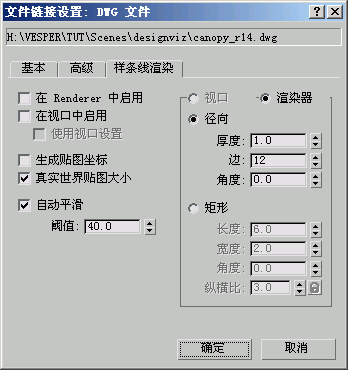 文件链接设置: DWG 文件
H:\VESPER\TUT\Scenes\designviz\canopy_r14.dwg
基本 高级 样条线渲染
在 Renderer 中启用
在视口中启用
使用视口设置
生成贴图坐标
真实世界贴图大小
自动平滑
阈值: 40.0
视口 渲染器
径向
厚度: 1.0
边: 12
角度: 0.0
矩形
长度: 6.0
宽度: 2.0
角度: 0.0
纵横比: 3.0
确定 取消